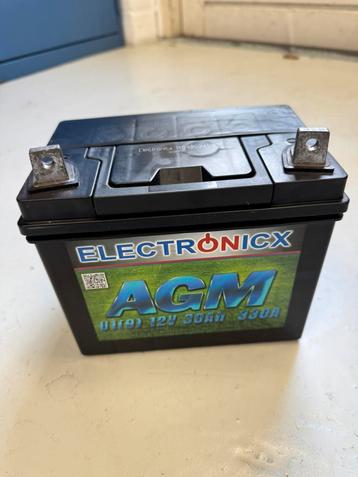 ELECTRONICX
AGM
U1(9) 12V 30Ah 330A